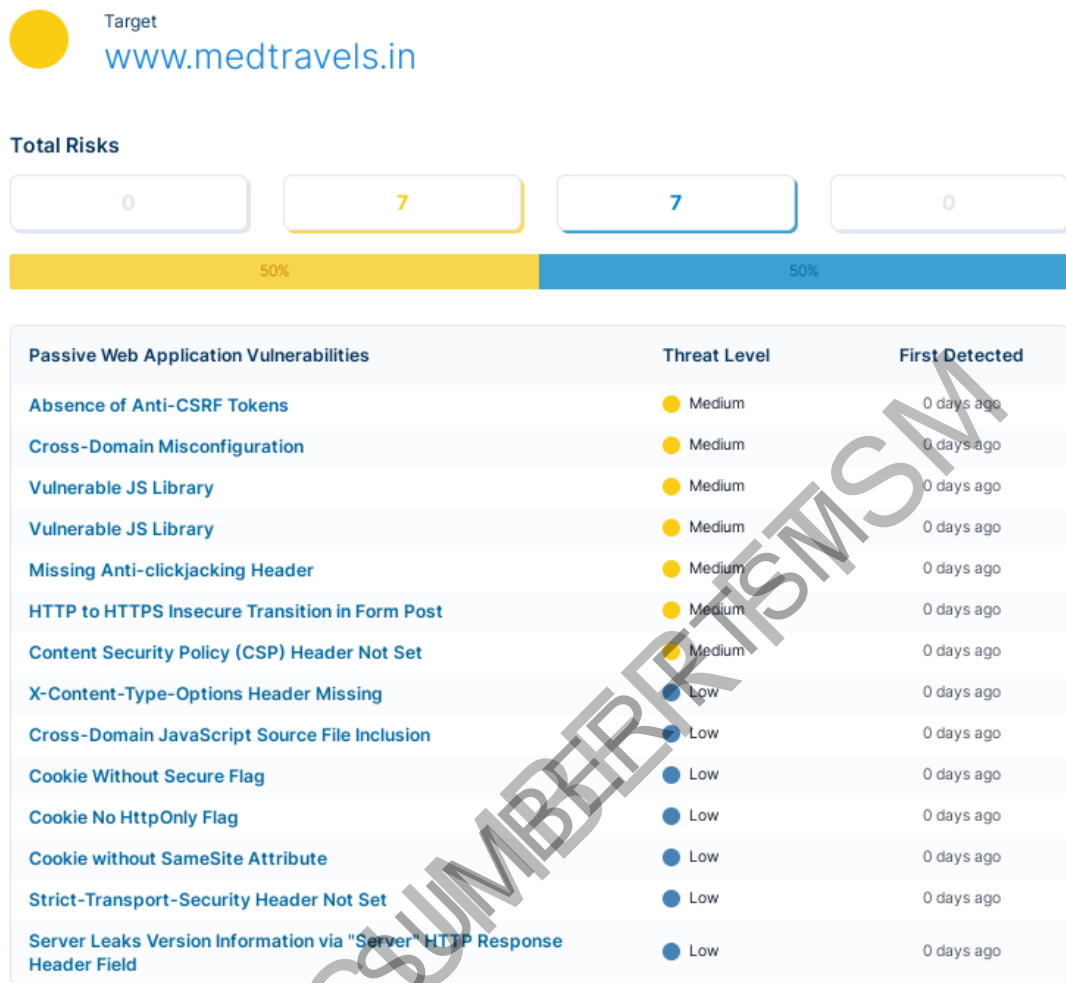 Target
www.medtravels.in
Total Risks
0 7 7 0
50% 50%
Passive Web Application Vulnerabilities Threat Level First Detected
Absence of Anti-CSRF Tokens Medium 0 days ago
Cross-Domain Misconfiguration Medium 0 days ago
Vulnerable JS Library Medium 0 days ago
Vulnerable JS Library Medium 0 days ago
Missing Anti-clickjacking Header Medium 0 days ago
HTTP to HTTPS Insecure Transition in Form Post Medium 0 days ago
Content Security Policy (CSP) Header Not Set Medium 0 days ago
X-Content-Type-Options Header Missing Low 0 days ago
Cross-Domain JavaScript Source File Inclusion Low 0 days ago
Cookie Without Secure Flag Low 0 days ago
Cookie No HttpOnly Flag Low 0 days ago
Cookie without SameSite Attribute Low 0 days ago
Strict-Transport-Security Header Not Set Low 0 days ago
Server Leaks Version Information via "Server" HTTP Response
Header Field Low 0 days ago